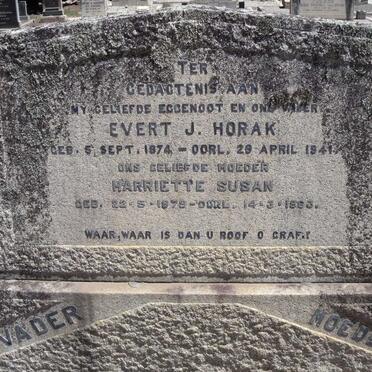 TER
GEDACTENIS AAN
MY GELIEFDE EGGENOOT EN ONS VADER
EVERT J. HORAK
GEB. 5 SEPT. 1874 – OORL. 29 APRIL 1941.
ONS GELIEFDE MOEDER
HARRIETTE SUSAN
GEB. 22-5-1879 – OORL. 14-3-1960.
WAAR, WAAR IS DAN U ROOF O GRAF.!
VADER
MOEDE